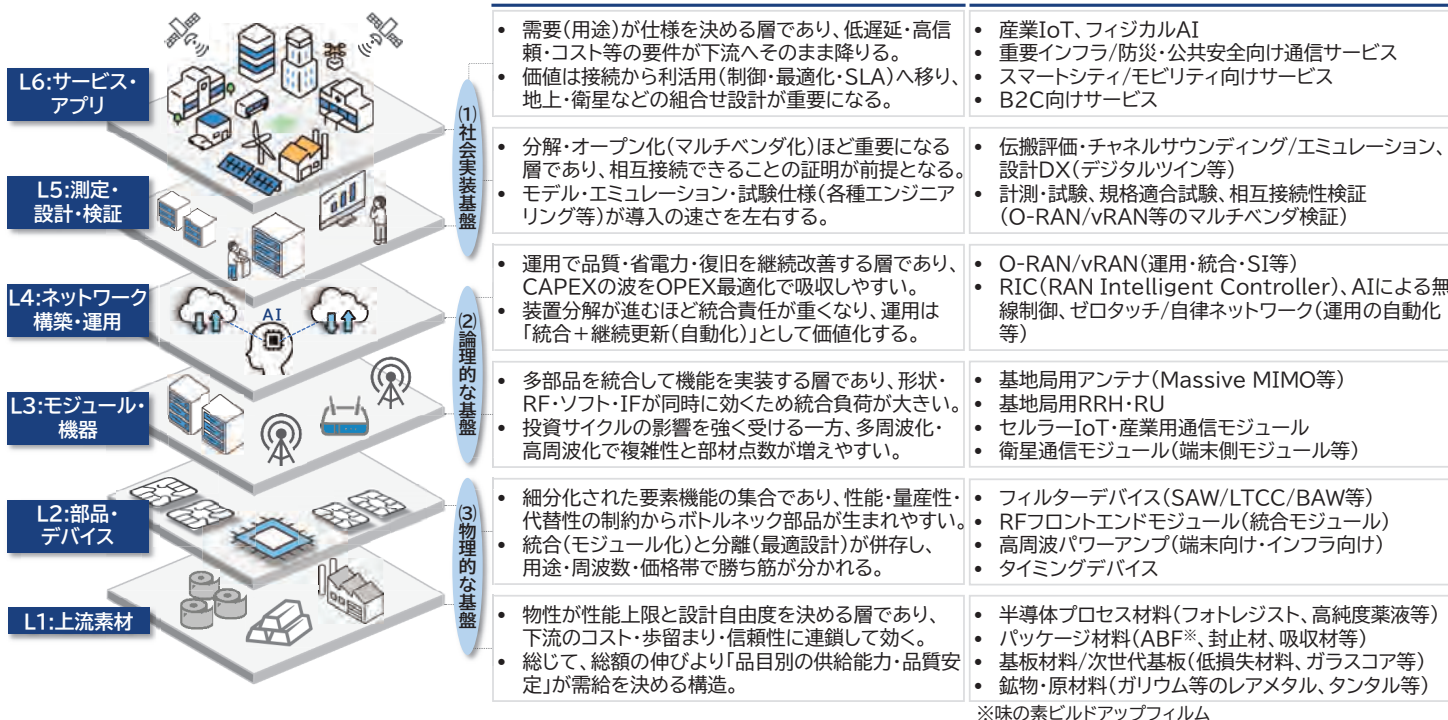 L6:サービス・
アプリ
L5:測定・
設計・検証
L4:ネットワーク
構築・運用
L3:モジュール・
機器
L2:部品・
デバイス
L1:上流素材
AI
(1)社会実装基盤
(2)論理的な基盤
(3)物理的な基盤
• 需要(用途)が仕様を決める層であり、低遅延・高信
頼・コスト等の要件が下流へそのまま降りる。
• 価値は接続から利活用(制御・最適化・SLA)へ移り、
地上・衛星などの組合せ設計が重要になる。
• 産業IoT、フィジカルAI
• 重要インフラ/防災・公共安全向け通信サービス
• スマートシティ/モビリティ向けサービス
• B2C向けサービス
• 分解・オープン化(マルチベンダ化)ほど重要になる
層であり、相互接続できることの証明が前提となる。
• モデル・エミュレーション・試験仕様(各種エンジニア
リング等)が導入の速さを左右する。
• 伝搬評価・チャネルサウンディング/エミュレーション、
設計DX(デジタルツイン等)
• 計測・試験、規格適合試験、相互接続性検証
(O-RAN/vRAN等のマルチベンダ検証)
• 運用で品質・省電力・復旧を継続改善する層であり、
CAPEXの波をOPEX最適化で吸収しやすい。
• 装置分解が進むほど統合責任が重くなり、運用は
「統合+継続更新(自動化)」として価値化する。
• O-RAN/vRAN(運用・統合・SI等)
• RIC(RAN Intelligent Controller)、AIによる無
線制御、ゼロタッチ/自律ネットワーク(運用の自動化
等)
• 多部品を統合して機能を実装する層であり、形状・
RF・ソフト・IFが同時に効くため統合負荷が大きい。
• 投資サイクルの影響を強く受ける一方、多周波化・
高周波化で複雑性と部材点数が増えやすい。
• 基地局用アンテナ(Massive MIMO等)
• 基地局用RRH・RU
• セルラーIoT・産業用通信モジュール
• 衛星通信モジュール(端末側モジュール等)
• 細分化された要素機能の集合であり、性能・量産性・
代替性の制約からボトルネック部品が生まれやすい。
• 統合(モジュール化)と分離(最適設計)が併存し、
用途・周波数・価格帯で勝ち筋が分かれる。
• フィルターデバイス(SAW/LTCC/BAW等)
• RFフロントエンドモジュール(統合モジュール)
• 高周波パワーアンプ(端末向け・インフラ向け)
• タイミングデバイス
• 物性が性能上限と設計自由度を決める層であり、
下流のコスト・歩留まり・信頼性に連鎖して効く。
• 総じて、総額の伸びより「品目別の供給能力・品質安
定」が需給を決める構造。
• 半導体プロセス材料(フォトレジスト、高純度薬液等)
• パッケージ材料(ABF※、封止材、吸収材等)
• 基板材料/次世代基板(低損失材料、ガラスコア等)
• 鉱物・原材料(ガリウム等のレアメタル、タンタル等)
※味の素ビルドアップフィルム